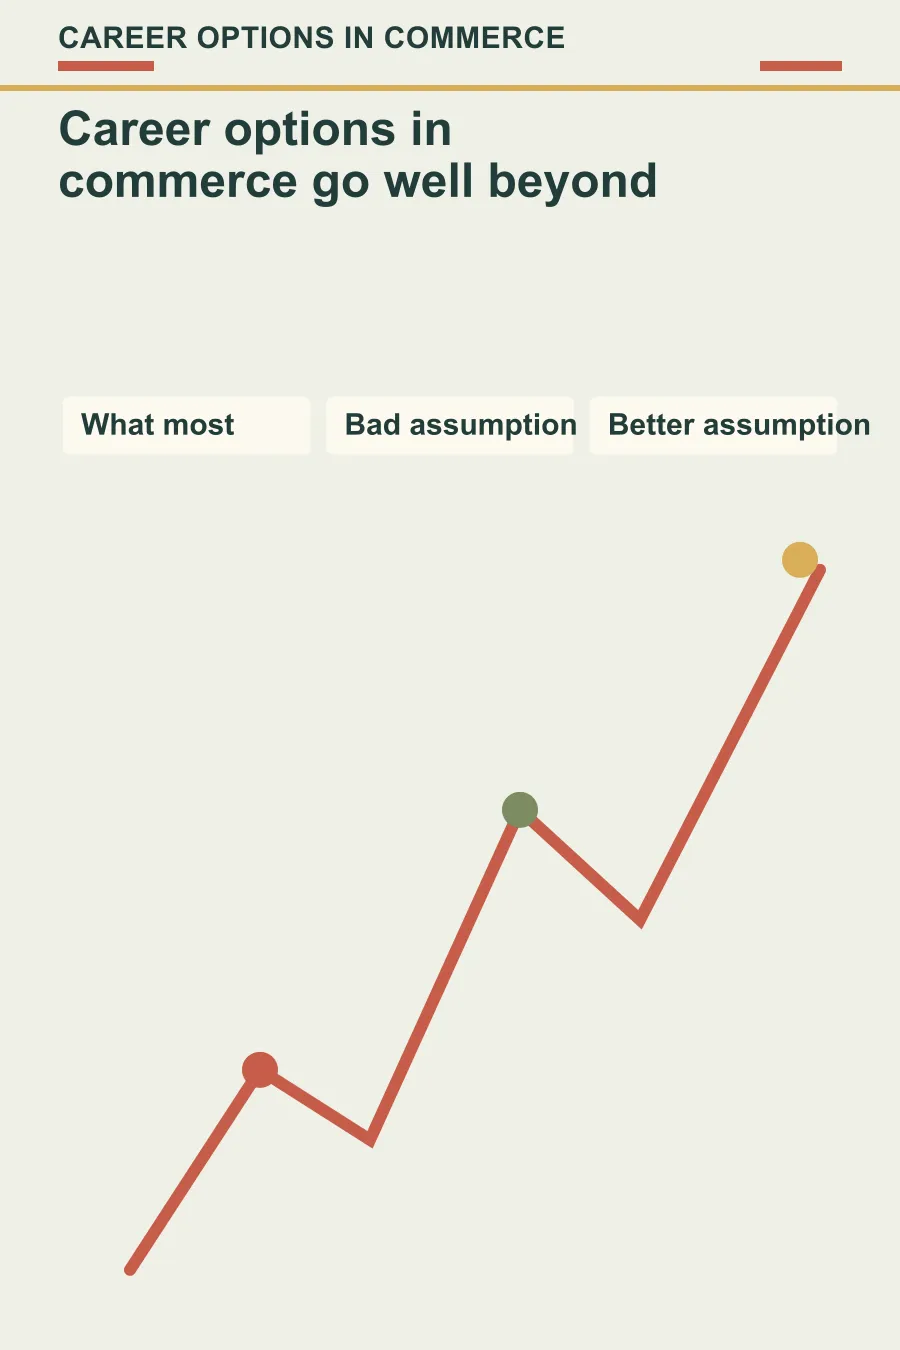 CAREER OPTIONS IN COMMERCE
Career options in
commerce go well beyond
What most
Bad assumption
Better assumption